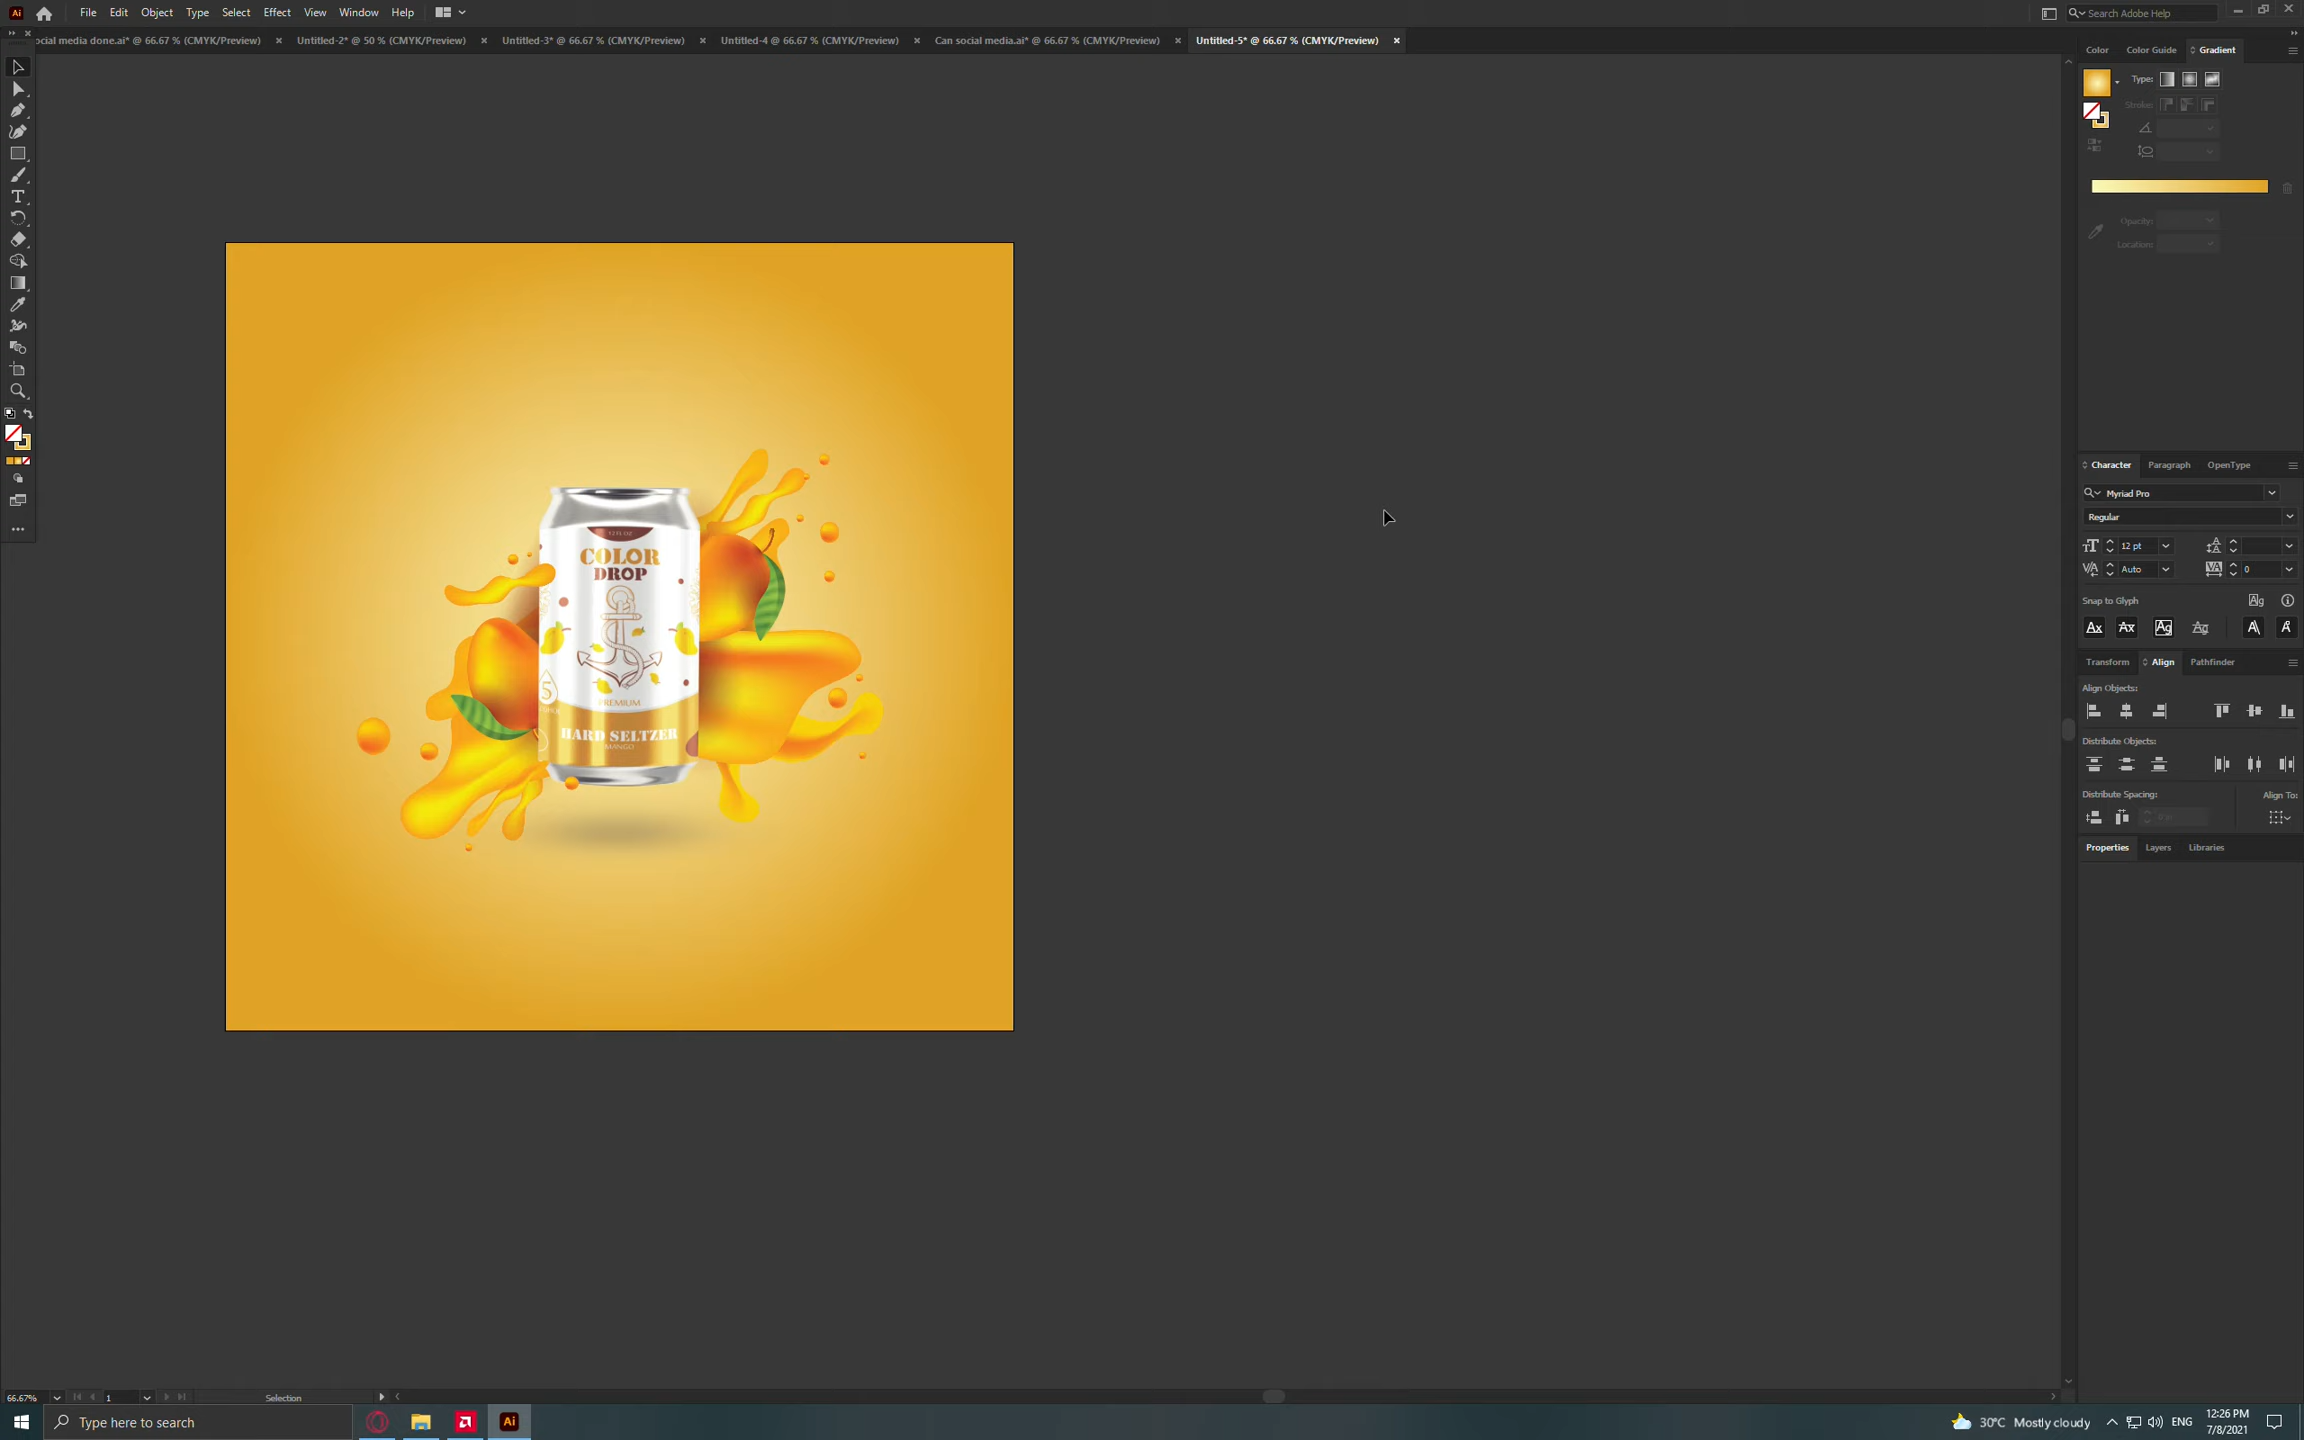 File Edit Object Type Select Effect View Window Help
Search Adobe Help
ocial media done.ai* @ 66.67 % (CMYK/Preview) Untitled-2* @ 50 % (CMYK/Preview) Untitled-3* @ 66.67 % (CMYK/Preview) Untitled-4 @ 66.67 % (CMYK/Preview) Can social media.ai* @ 66.67 % (CMYK/Preview) Untitled-5* @ 66.67 % (CMYK/Preview)
Color Color Guide Gradient
Type:
Stroke:
Opacity:
Location:
12 FL OZ
COLOR
DROP
5
PREMIUM
HARD SELTZER
MANGO
Character Paragraph OpenType
Myriad Pro
Regular
12 pt
Auto 0
Snap to Glyph
Transform Align Pathfinder
Align Objects:
Distribute Objects:
Distribute Spacing: Align To:
Properties Layers Libraries
66.67% 1 Selection
Type here to search
30°C Mostly cloudy ENG
12:26 PM
7/8/2021